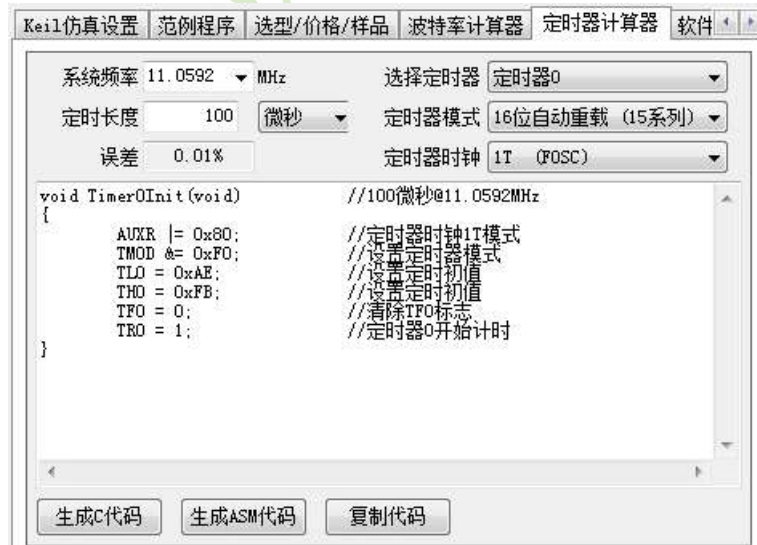 Keil仿真设置 范例程序 选型/价格/样品 波特率计算器 定时器计算器 软件
系统频率 11.0592 MHz 选择定时器 定时器0
定时长度 100 微秒 定时器模式 16位自动重载 (15系列)
误差 0.01% 定时器时钟 1T (FOSC)
void Timer0Init(void) //100微秒@11.0592MHz
{
AUXR |= 0x80; //定时器时钟1T模式
TMOD &= 0xF0; //设置定时器模式
TL0 = 0xAE; //设置定时初值
TH0 = 0xFB; //设置定时初值
TF0 = 0; //清除TF0标志
TR0 = 1; //定时器0开始计时
}
生成C代码 生成ASM代码 复制代码